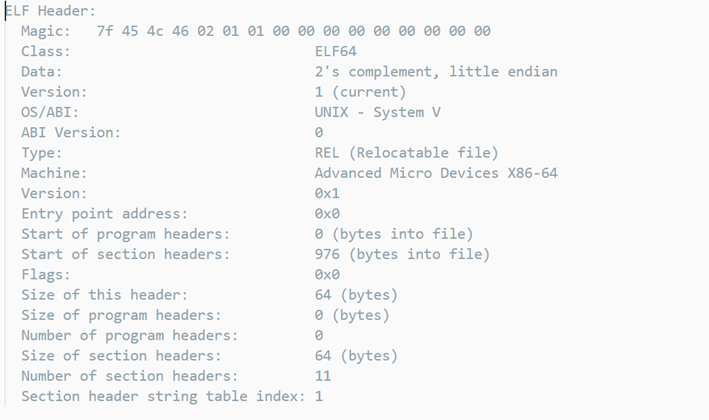 ELF Header:
  Magic:   7f 45 4c 46 02 01 01 00 00 00 00 00 00 00 00 00
  Class:                             ELF64
  Data:                              2's complement, little endian
  Version:                           1 (current)
  OS/ABI:                            UNIX - System V
  ABI Version:                       0
  Type:                              REL (Relocatable file)
  Machine:                           Advanced Micro Devices X86-64
  Version:                           0x1
  Entry point address:               0x0
  Start of program headers:          0 (bytes into file)
  Start of section headers:          976 (bytes into file)
  Flags:                             0x0
  Size of this header:               64 (bytes)
  Size of program headers:           0 (bytes)
  Number of program headers:         0
  Size of section headers:           64 (bytes)
  Number of section headers:         11
  Section header string table index: 1